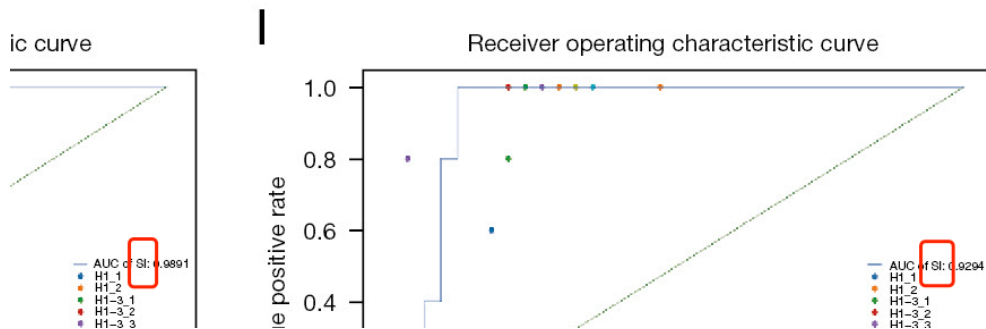 ic curve
AUC of SI: 0.9891
H1_1
H1_2
H1-3_1
H1-3_2
H1-3_3
I
Receiver operating characteristic curve
ue positive rate
1.0
0.8
0.6
0.4
AUC of SI: 0.9294
H1_1
H1_2
H1-3_1
H1-3_2
H1-3_3